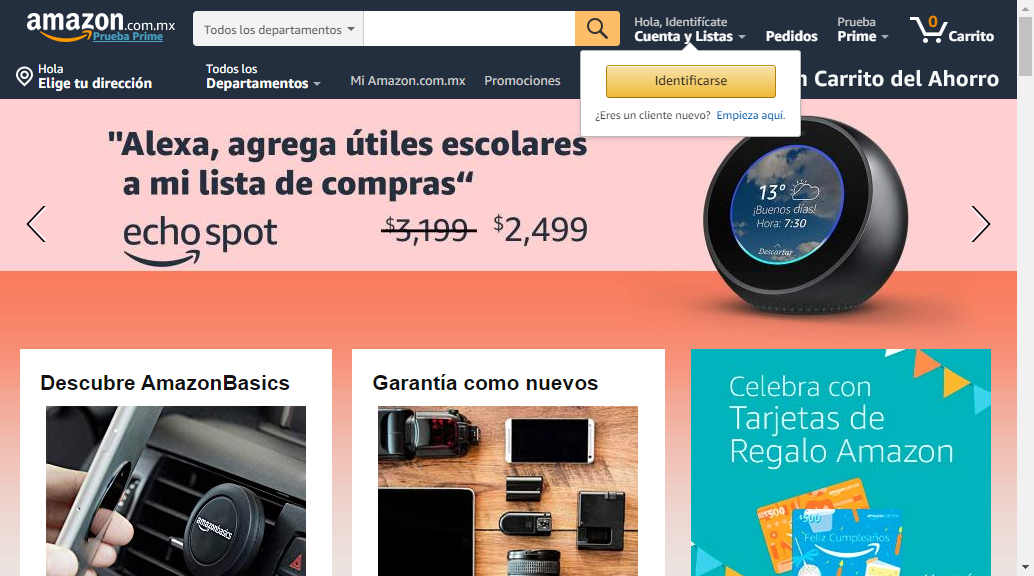 amazon.com.mx
Prueba Prime
Todos los departamentos
Hola, Identifícate
Cuenta y Listas
Pedidos
Prueba
Prime
0
Carrito
Hola
Elige tu dirección
Todos los
Departamentos
Mi Amazon.com.mx
Promociones
Carrito del Ahorro
Identificarse
¿Eres un cliente nuevo? Empieza aquí.
"Alexa, agrega útiles escolares
a mi lista de compras“
echo spot
$3,199 $2,499
13°
¡Buenos días!
Hora: 7:30
Descartar
Descubre AmazonBasics
amazonbasics
Garantía como nuevos
Celebra con
Tarjetas de
Regalo Amazon
$500
$500
Feliz Cumpleaños